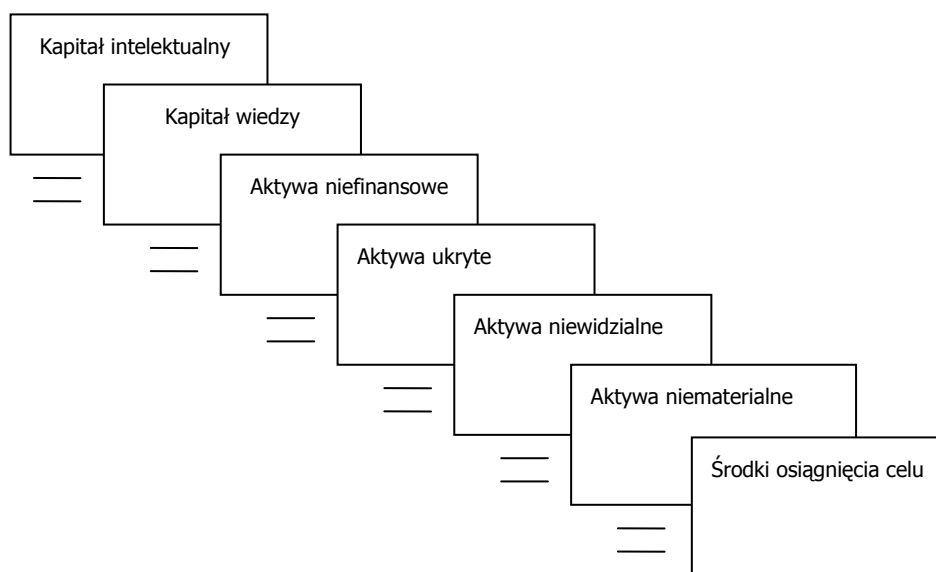 Kapitał intelektualny
Kapitał wiedzy
Aktywa niefinansowe
Aktywa ukryte
Aktywa niewidzialne
Aktywa niematerialne
Środki osiągnięcia celu